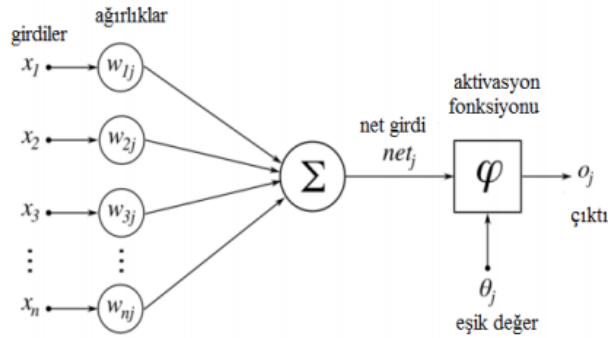 girdiler
ağırlıklar
x₁
w₁ⱼ
x₂
w₂ⱼ
x₃
w₃ⱼ
⋮
⋮
xₙ
wₙⱼ
Σ
net girdi
netⱼ
aktivasyon
fonksiyonu
φ
oⱼ
çıktı
θⱼ
eşik değer